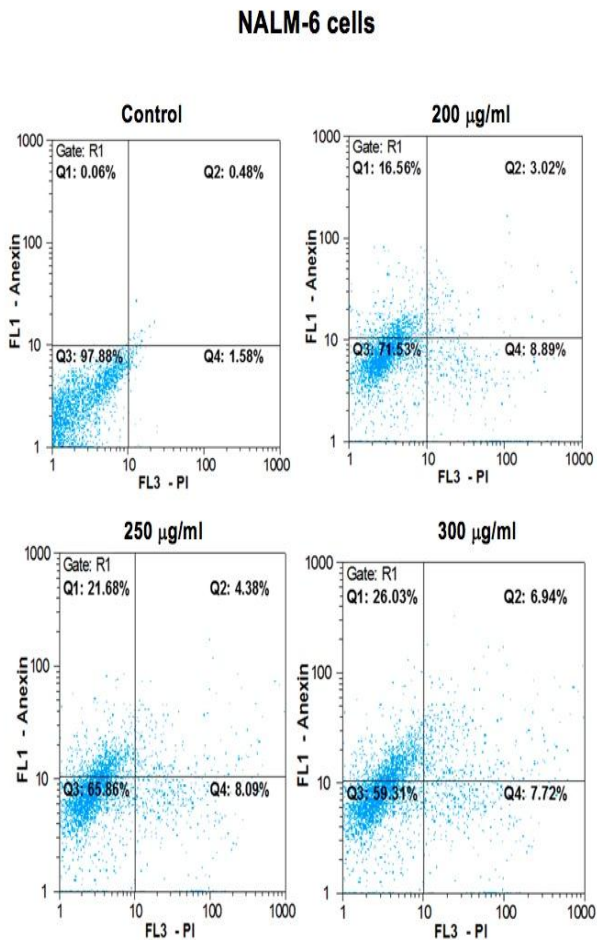 NALM-6 cells
Control
1000
Gate: R1
Q1: 0.06%
Q2: 0.48%
100
FL1 - Anexin
10
Q3: 97.88%
Q4: 1.58%
1
1
10
100
1000
FL3 - PI
200 µg/ml
1000
Gate: R1
Q1: 16.56%
Q2: 3.02%
100
FL1 - Anexin
10
Q3: 71.53%
Q4: 8.89%
1
1
10
100
1000
FL3 - PI
250 µg/ml
1000
Gate: R1
Q1: 21.68%
Q2: 4.38%
100
FL1 - Anexin
10
Q3: 65.86%
Q4: 8.09%
1
1
10
100
1000
FL3 - PI
300 µg/ml
1000
Gate: R1
Q1: 26.03%
Q2: 6.94%
100
FL1 - Anexin
10
Q3: 59.31%
Q4: 7.72%
1
1
10
100
1000
FL3 - PI